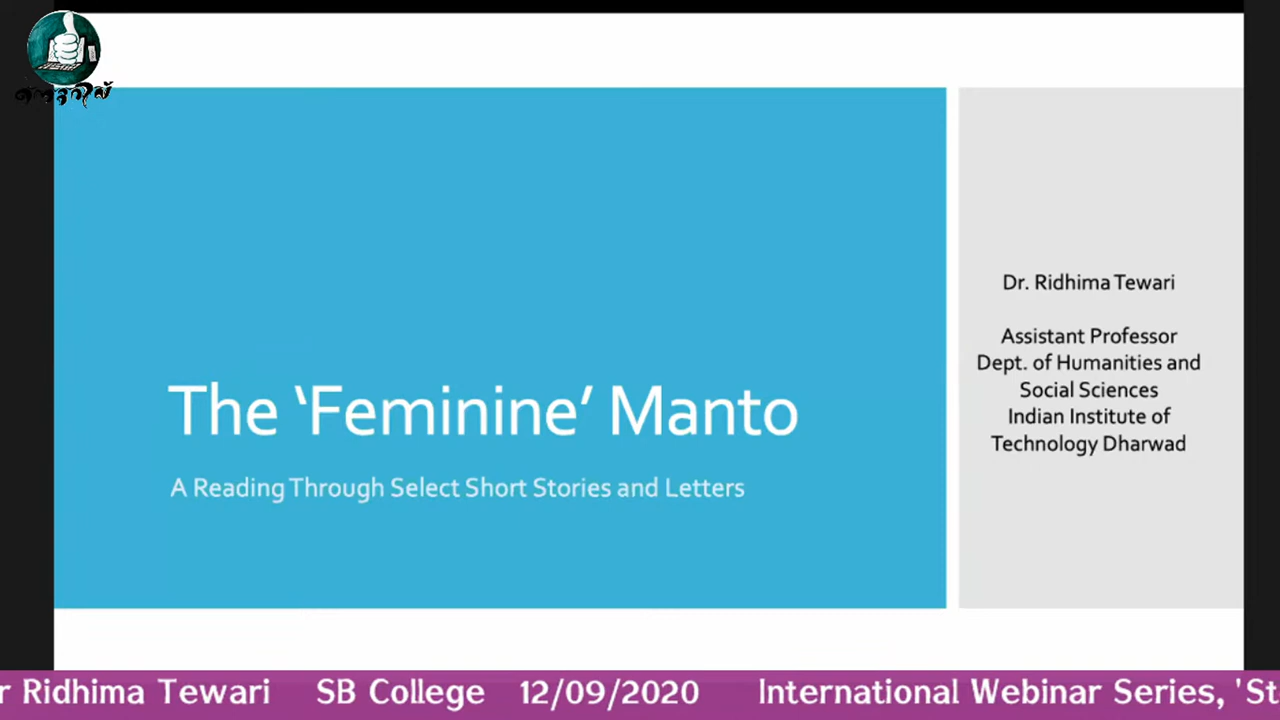 The ‘Feminine’ Manto
A Reading Through Select Short Stories and Letters
Dr. Ridhima Tewari
Assistant Professor
Dept. of Humanities and
Social Sciences
Indian Institute of
Technology Dharwad
r Ridhima Tewari SB College 12/09/2020 International Webinar Series, 'St